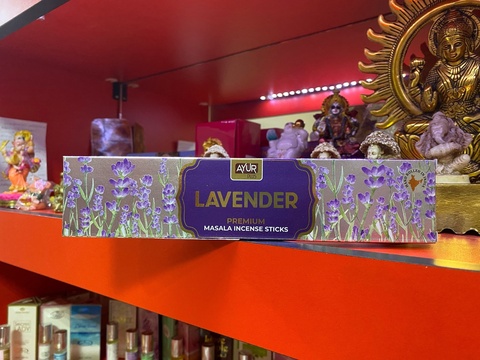 AYUR
LAVENDER
PREMIUM
MASALA INCENSE STICKS